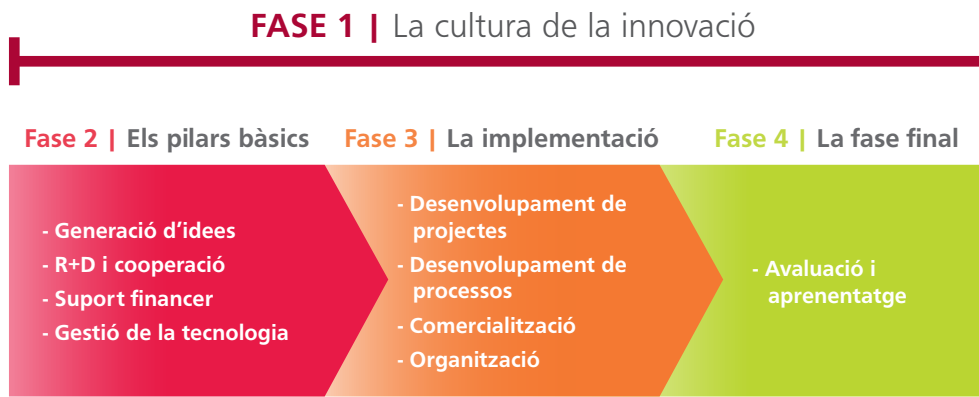 FASE 1 | La cultura de la innovació
Fase 2 | Els pilars bàsics
- Generació d'idees
- R+D i cooperació
- Suport financer
- Gestió de la tecnologia
Fase 3 | La implementació
- Desenvolupament de
projectes
- Desenvolupament de
processos
- Comercialització
- Organització
Fase 4 | La fase final
- Avaluació i
aprenentatge